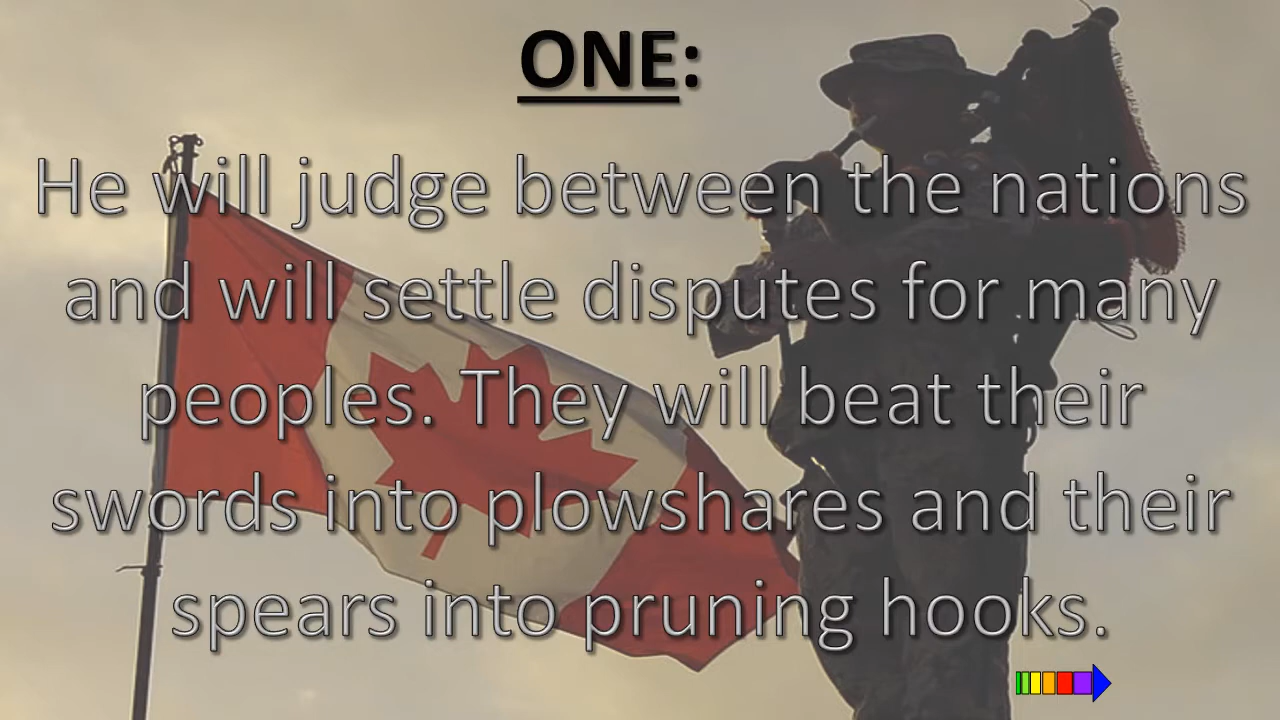 ONE:
He will judge between the nations
and will settle disputes for many
peoples. They will beat their
swords into plowshares and their
spears into pruning hooks.